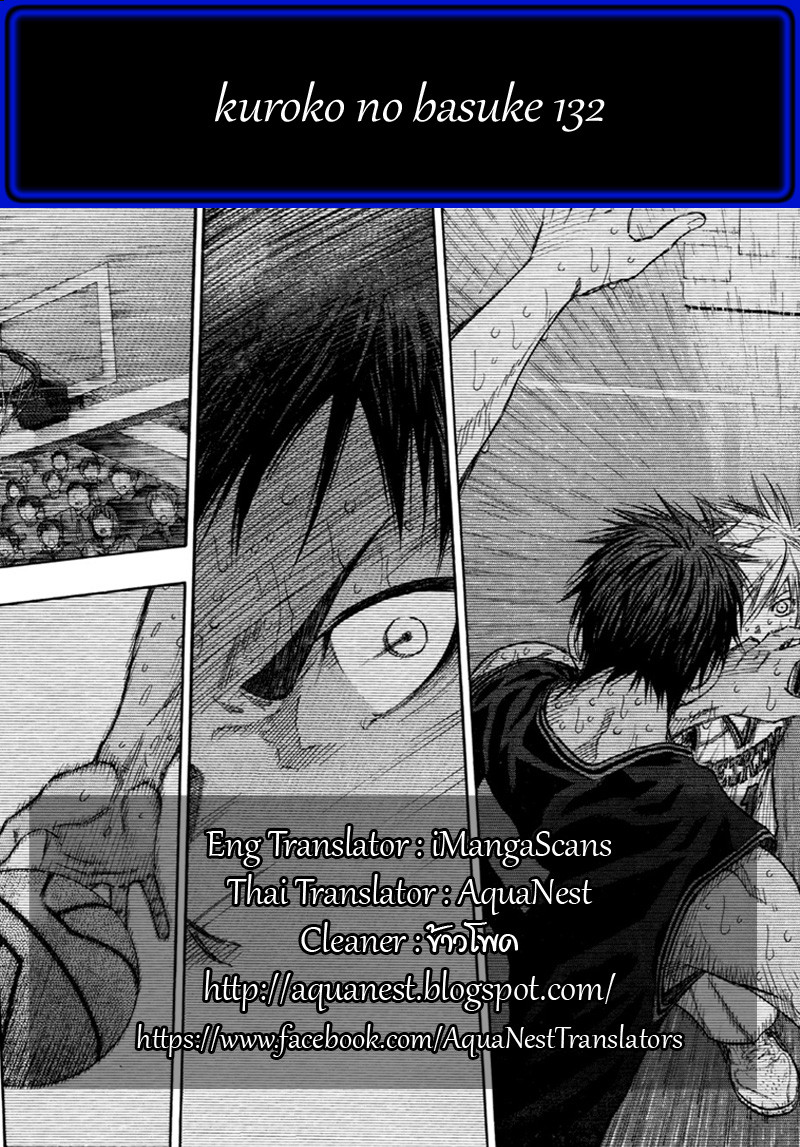 kuroko no basuke 132
Eng Translator : iMangaScans
Thai Translator : AquaNest
Cleaner : ข้าวโพด
http://aquanest.blogspot.com/
https://www.facebook.com/AquaNestTranslators